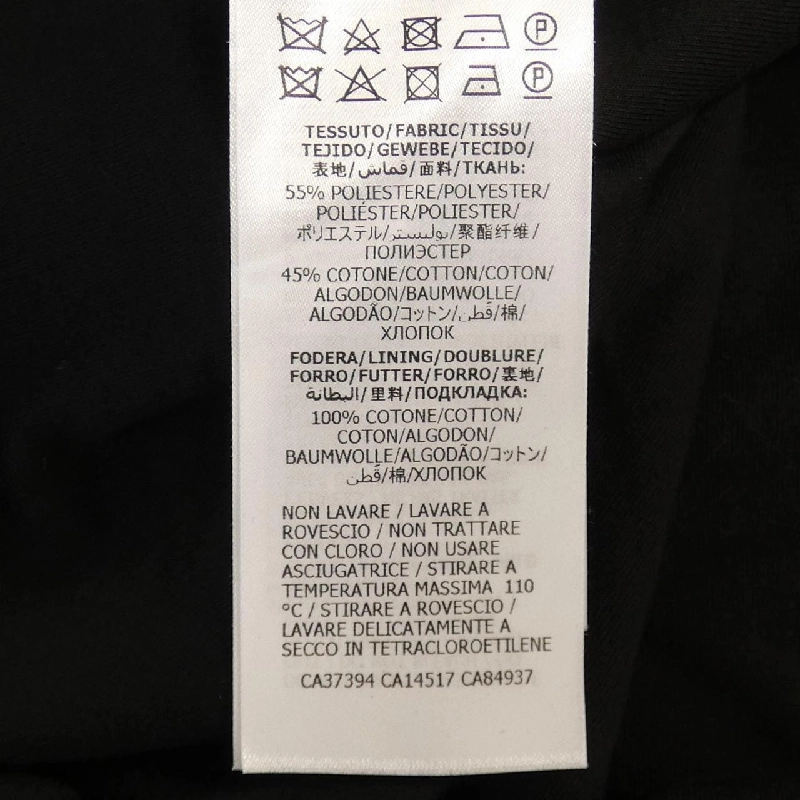 TESSUTO/FABRIC/TISSU/
TEJIDO/GEWEBE/TECIDO/
表地/قماش/面料/ТКАНЬ:
55% POLIESTERE/POLYESTER/
POLIÉSTER/POLIESTER/
ポリエステル/بوليستر/聚酯纤维/
ПОЛИЭСТЕР
45% COTONE/COTTON/COTON/
ALGODON/BAUMWOLLE/
ALGODÃO/コットン/قطن/棉/
ХЛОПОК
FODERA/LINING/DOUBLURE/
FORRO/FUTTER/FORRO/裏地/
البطانة/里料/ПОДКЛАДКА:
100% COTONE/COTTON/
COTON/ALGODON/
BAUMWOLLE/ALGODÃO/コットン/
قطن/棉/ХЛОПОК
NON LAVARE / LAVARE A
ROVESCIO / NON TRATTARE
CON CLORO / NON USARE
ASCIUGATRICE / STIRARE A
TEMPERATURA MASSIMA 110
°C / STIRARE A ROVESCIO /
LAVARE DELICATAMENTE A
SECCO IN TETRACLOROETILENE
CA37394 CA14517 CA84937